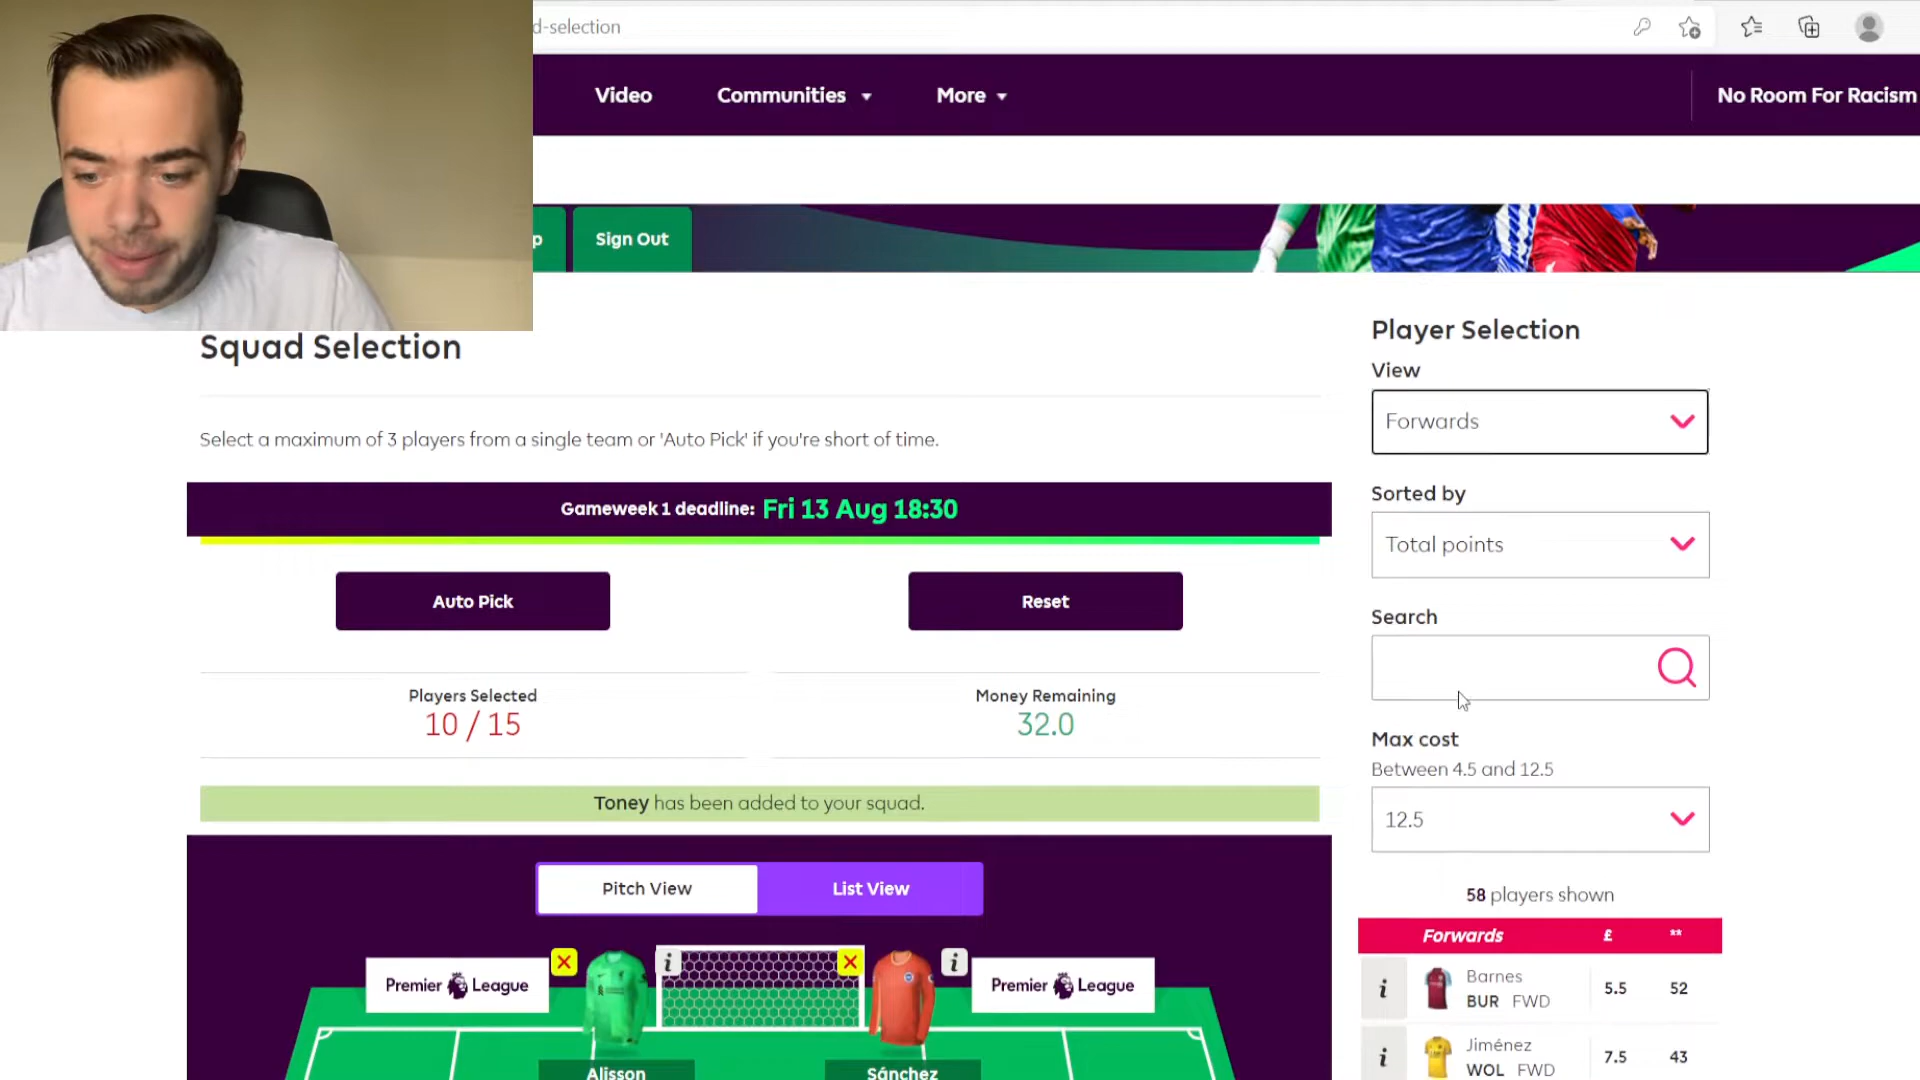 d-selection
Video
Communities
More
No Room For Racism
p
Sign Out
Squad Selection
Select a maximum of 3 players from a single team or 'Auto Pick' if you're short of time.
Gameweek 1 deadline: Fri 13 Aug 18:30
Auto Pick
Reset
Players Selected
10 / 15
Money Remaining
32.0
Toney has been added to your squad.
Pitch View
List View
Premier League
Premier League
Alisson
Sánchez
Player Selection
View
Forwards
Sorted by
Total points
Search
Max cost
Between 4.5 and 12.5
12.5
58 players shown
Forwards £ **
Barnes
BUR FWD
5.5 52
Jiménez
WOL FWD
7.5 43